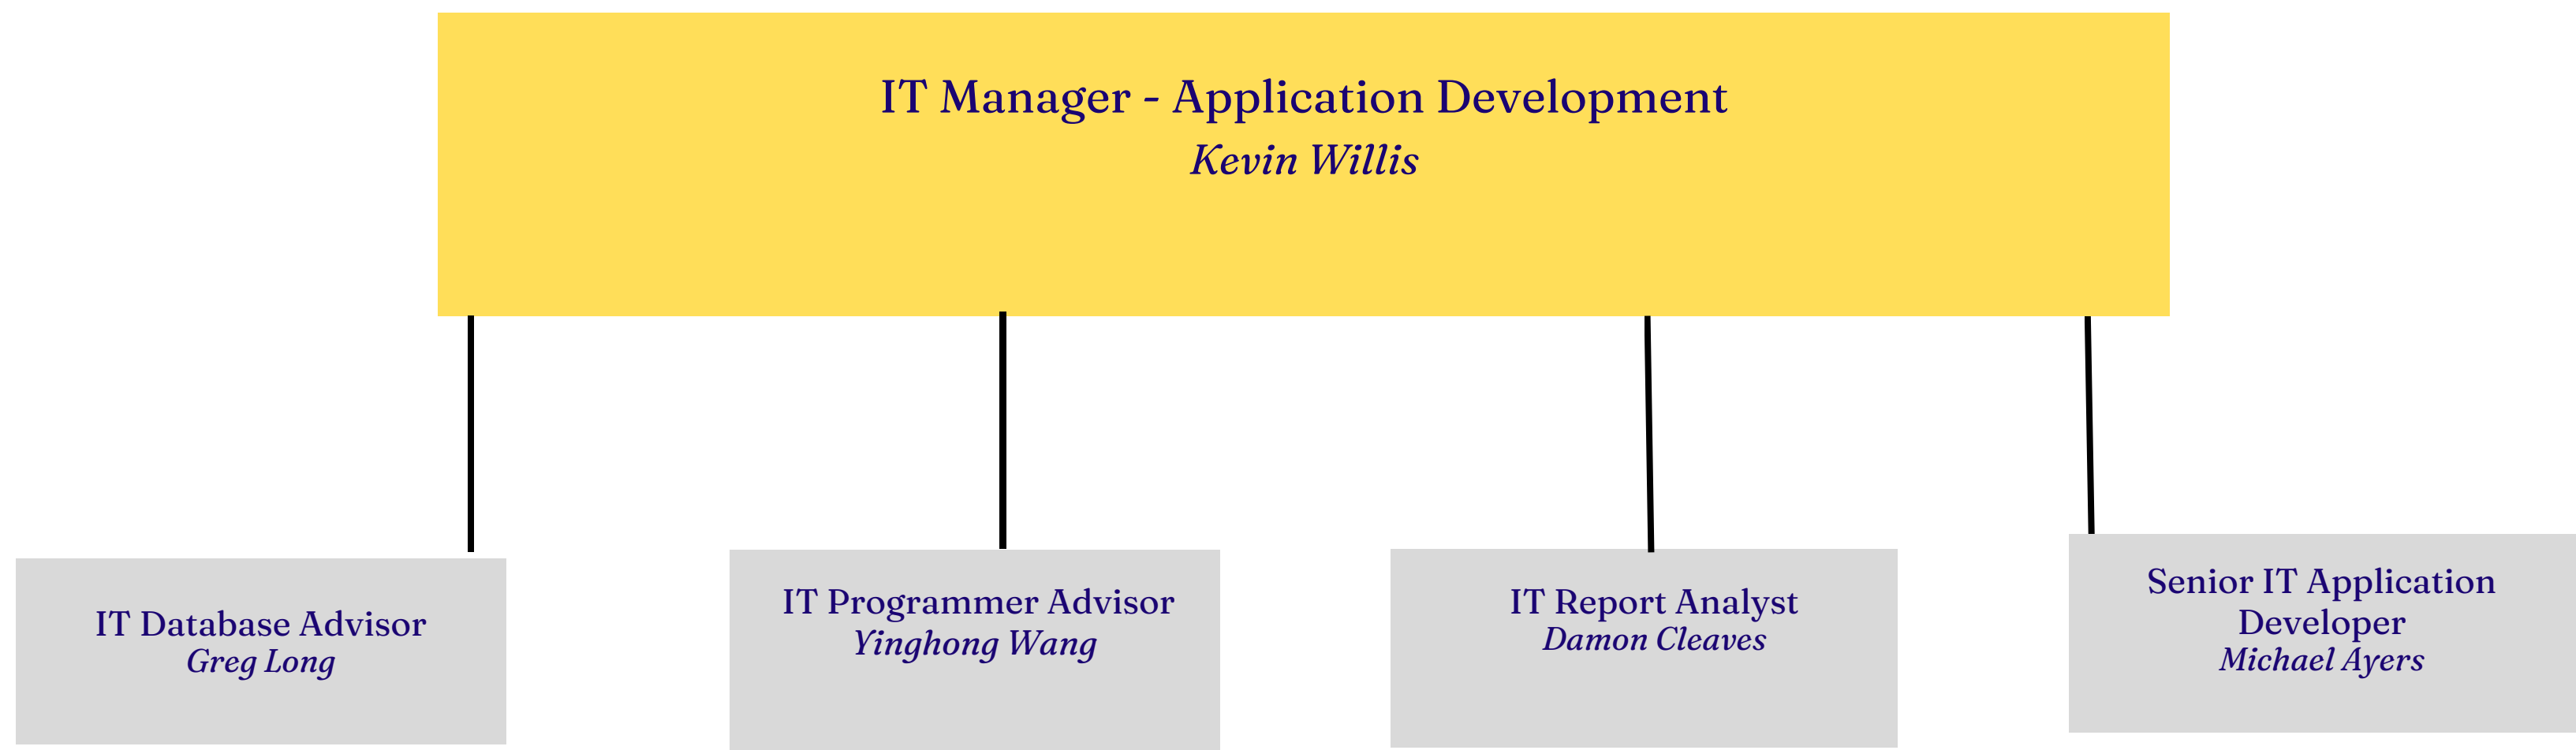 IT Manager - Application Development
Kevin Willis
IT Database Advisor
Greg Long
IT Programmer Advisor
Yinghong Wang
IT Report Analyst
Damon Cleaves
Senior IT Application
Developer
Michael Ayers